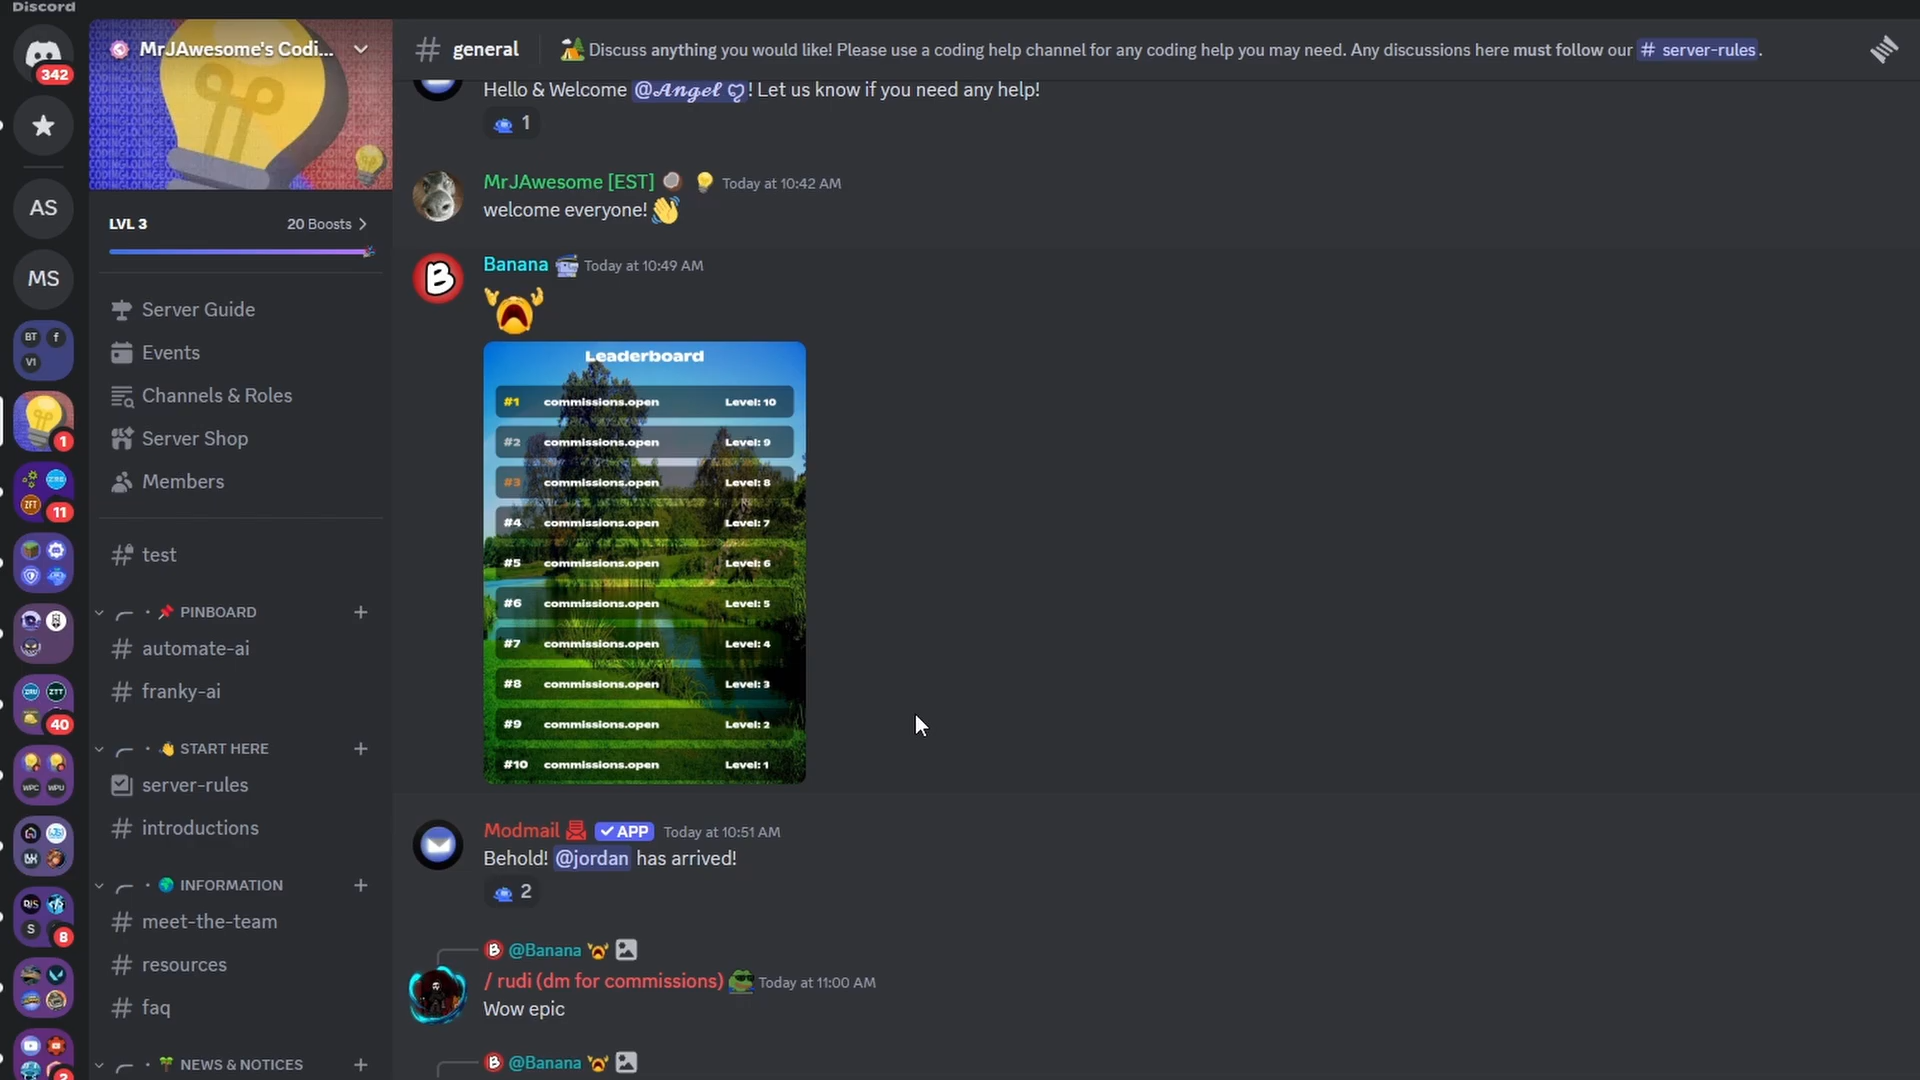 Discord
342
AS
MS
BT f
V1
1
11
40
WPC WPU
DJS
S
8
2
MrJAwesome's Codi...
LVL 3 20 Boosts
Server Guide
Events
Channels & Roles
Server Shop
Members
test
PINBOARD
automate-ai
franky-ai
START HERE
server-rules
introductions
INFORMATION
meet-the-team
resources
faq
NEWS & NOTICES
# general
Discuss anything you would like! Please use a coding help channel for any coding help you may need. Any discussions here must follow our # server-rules.
Hello & Welcome @𝓐𝓷𝓰𝓮𝓵 ღ! Let us know if you need any help!
1
MrJAwesome [EST] Today at 10:42 AM
welcome everyone!
Banana Today at 10:49 AM
Leaderboard
#1 commissions.open Level: 10
#2 commissions.open Level: 9
#3 commissions.open Level: 8
#4 commissions.open Level: 7
#5 commissions.open Level: 6
#6 commissions.open Level: 5
#7 commissions.open Level: 4
#8 commissions.open Level: 3
#9 commissions.open Level: 2
#10 commissions.open Level: 1
Modmail APP Today at 10:51 AM
Behold! @jordan has arrived!
2
@Banana
/ rudi (dm for commissions) Today at 11:00 AM
Wow epic
@Banana